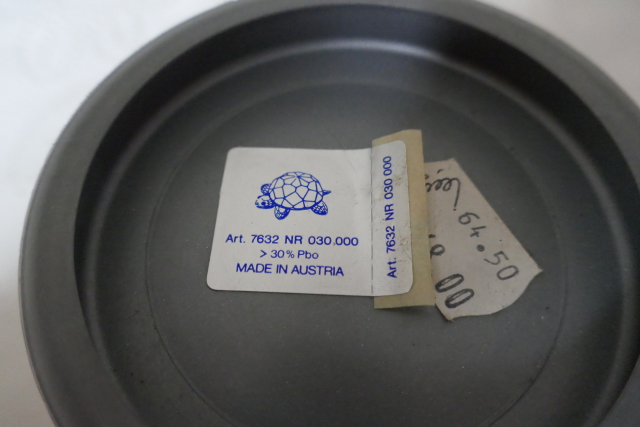 Art. 7632 NR 030.000
> 30% Pbo
MADE IN AUSTRIA
Art. 7632 NR 030 000
64.50
00